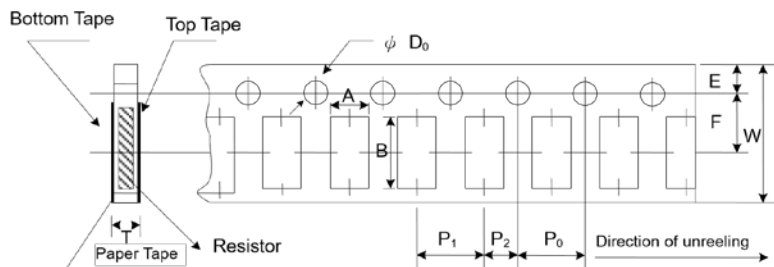 Bottom Tape
Top Tape
ϕ D₀
A
B
E
F
W
T
Paper Tape
Resistor
P₁
P₂
P₀
Direction of unreeling